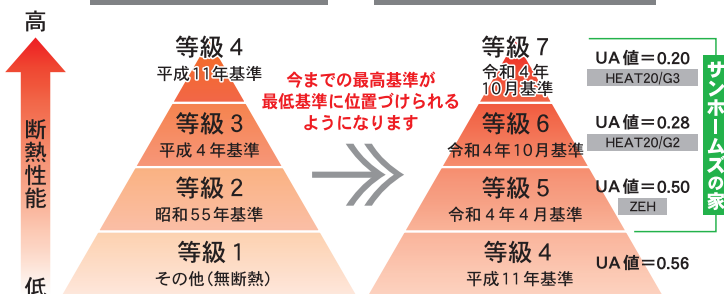 高
断熱性能
低
等級 4
平成11年基準
等級 3
平成4年基準
等級 2
昭和55年基準
等級 1
その他(無断熱)
今までの最高基準が
最低基準に位置づけられる
ようになります
等級 7
令和4年
10月基準
等級 6
令和4年10月基準
等級 5
令和4年4月基準
等級 4
平成11年基準
UA値=0.20
HEAT20/G3
UA値=0.28
HEAT20/G2
UA値=0.50
ZEH
UA値=0.56
サンホームズの家